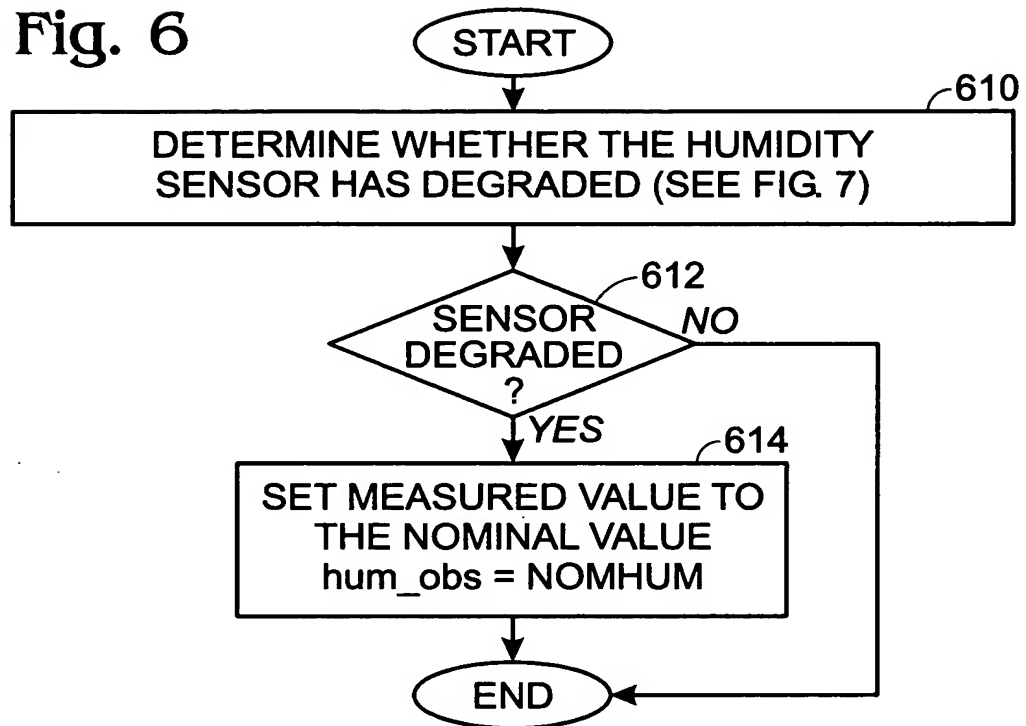 Fig. 6
START
610
DETERMINE WHETHER THE HUMIDITY
SENSOR HAS DEGRADED (SEE FIG. 7)
612
SENSOR
DEGRADED
?
NO
YES
614
SET MEASURED VALUE TO
THE NOMINAL VALUE
hum_obs = NOMHUM
END